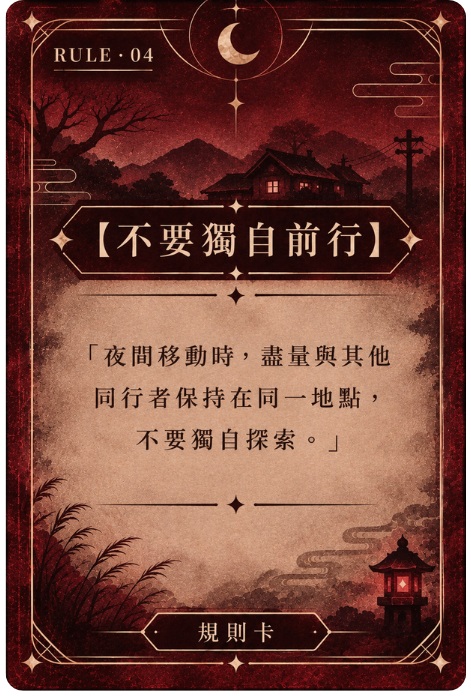 RULE · 04
【不要獨自前行】
「夜間移動時，盡量與其他
同行者保持在同一地點，
不要獨自探索。」
規則卡